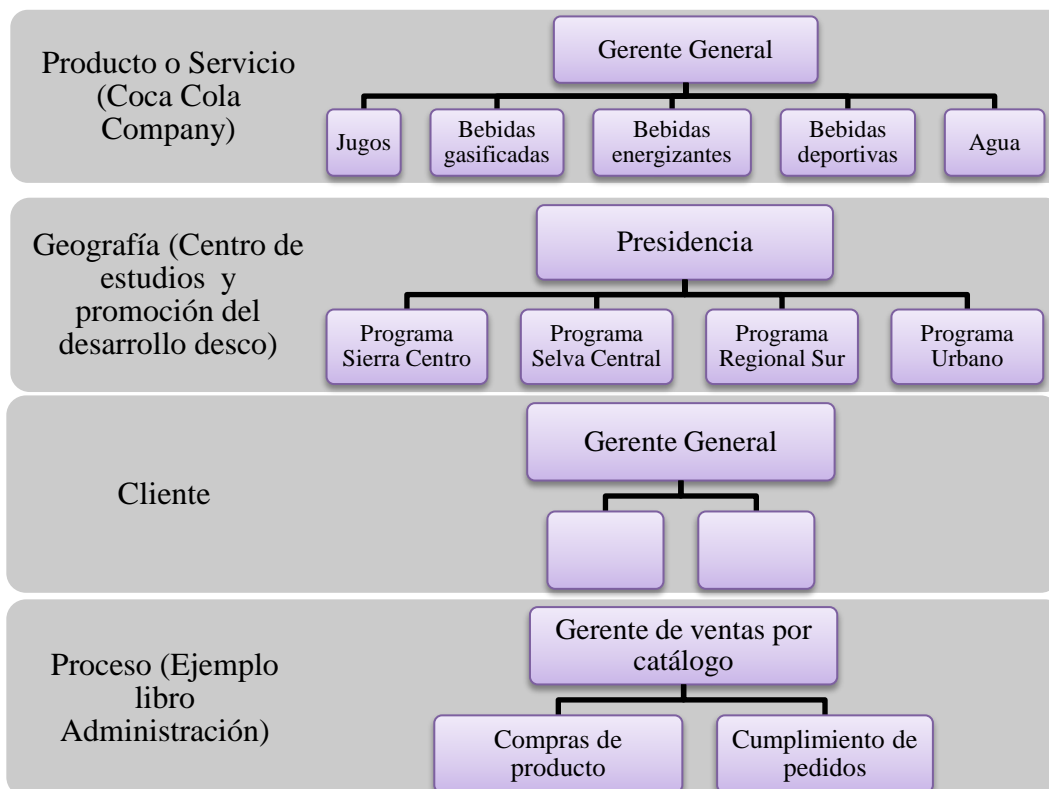 Producto o Servicio
(Coca Cola
Company)
Gerente General
Jugos
Bebidas
gasificadas
Bebidas
energizantes
Bebidas
deportivas
Agua
Geografía (Centro de
estudios y
promoción del
desarrollo desco)
Presidencia
Programa
Sierra Centro
Programa
Selva Central
Programa
Regional Sur
Programa
Urbano
Cliente
Gerente General
Proceso (Ejemplo
libro
Administración)
Gerente de ventas por
catálogo
Compras de
producto
Cumplimiento de
pedidos